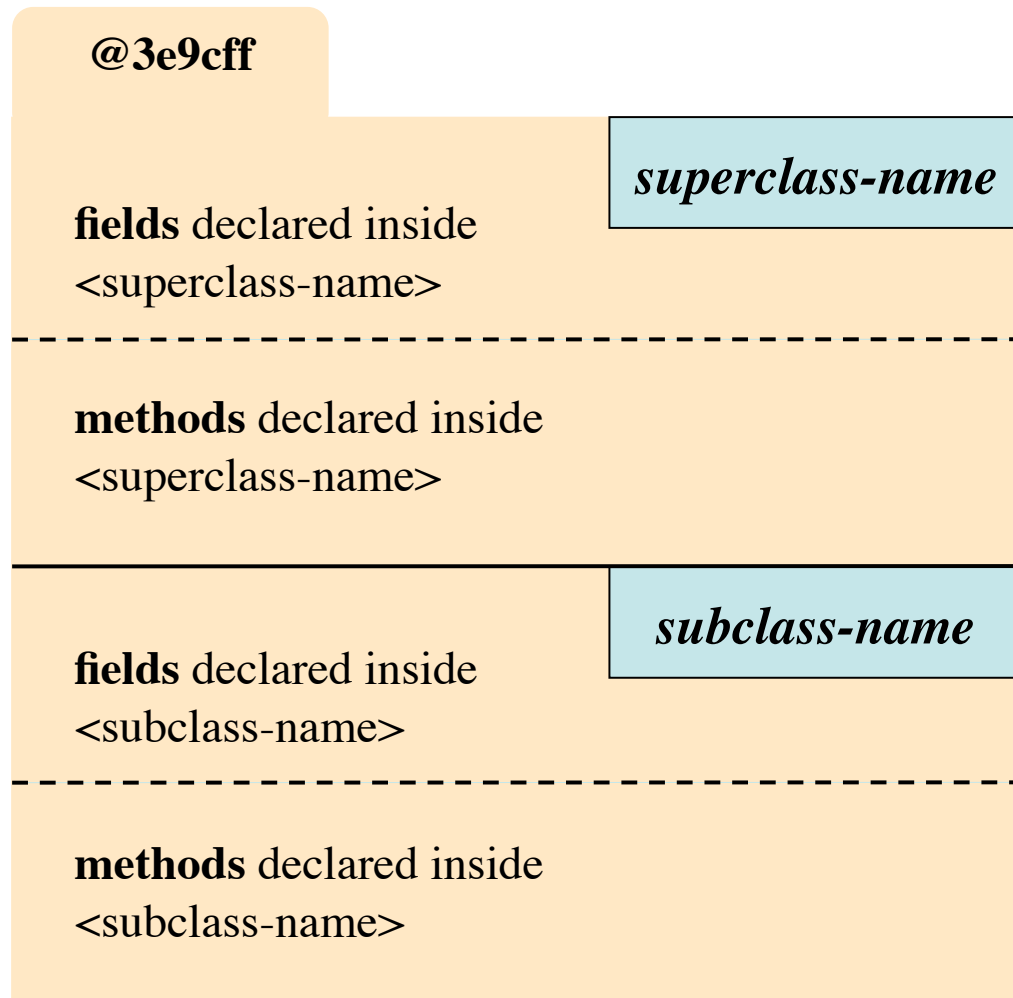 @3e9cff
superclass-name
fields declared inside
<superclass-name>
methods declared inside
<superclass-name>
subclass-name
fields declared inside
<subclass-name>
methods declared inside
<subclass-name>